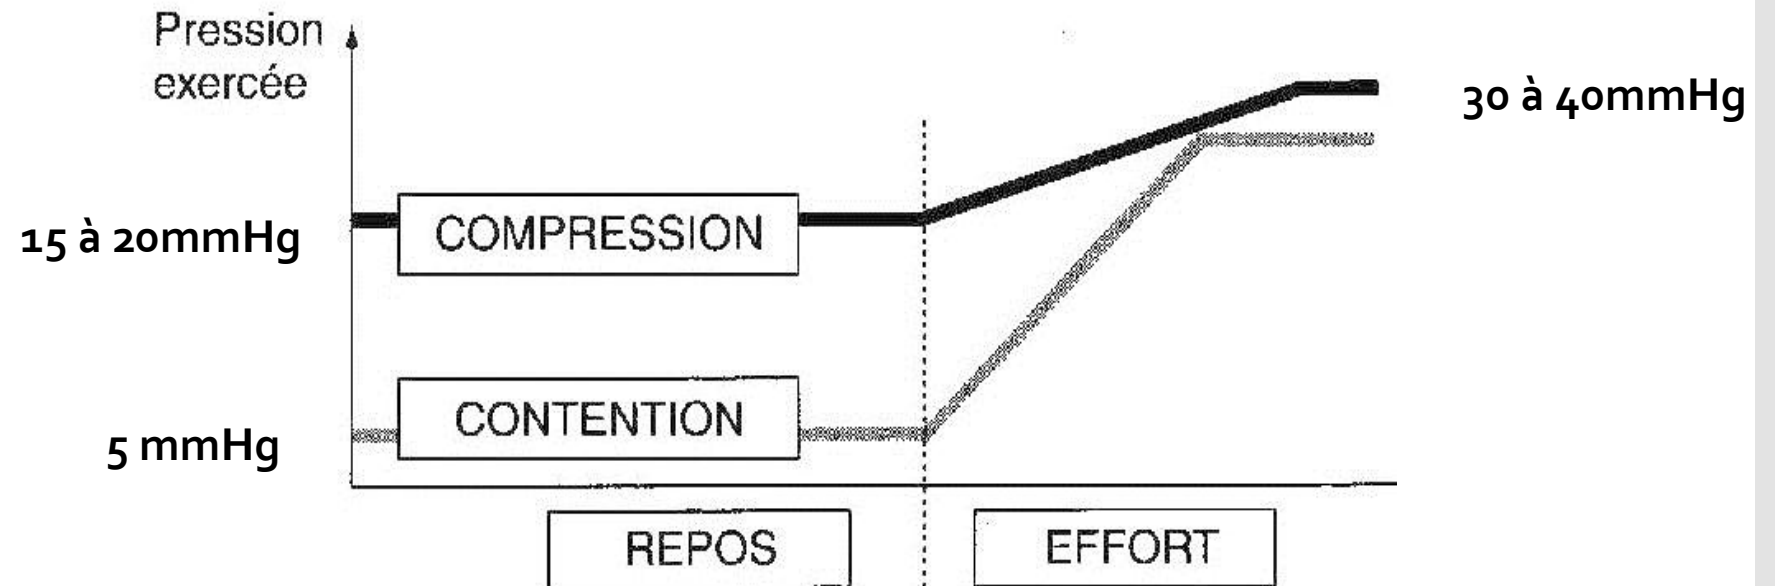 Pression
exercée
30 à 40mmHg
15 à 20mmHg
COMPRESSION
5 mmHg
CONTENTION
REPOS
EFFORT